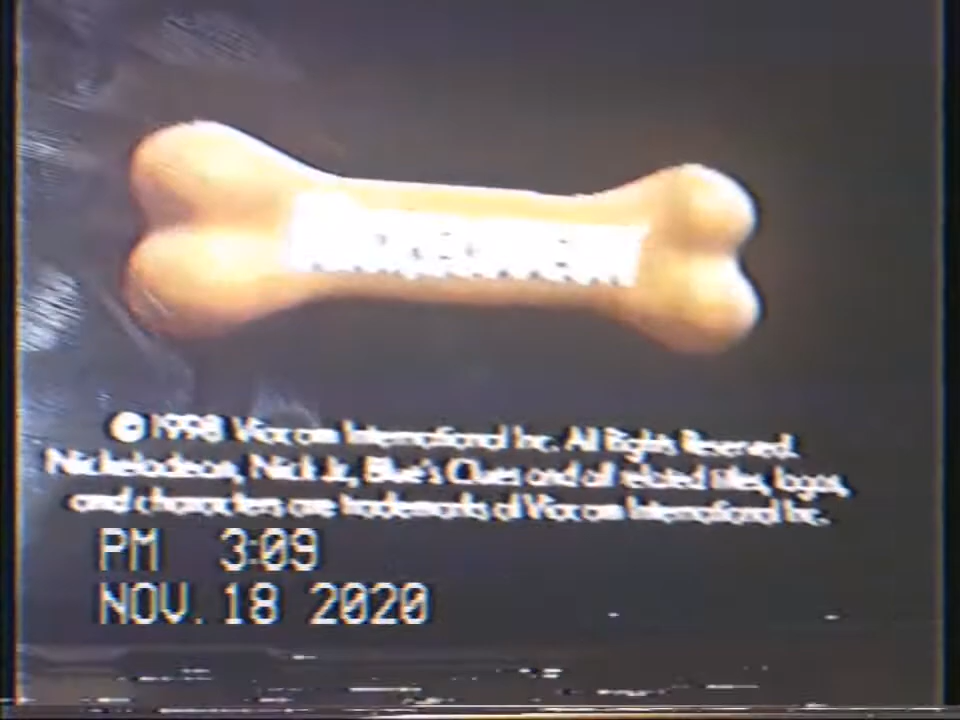 © 1998 Viacom International Inc. All Rights Reserved.
Nickelodeon, Nick Jr., Blue's Clues and all related titles, logos,
and characters are trademarks of Viacom International Inc.
PM 3:09
NOV. 18 2020